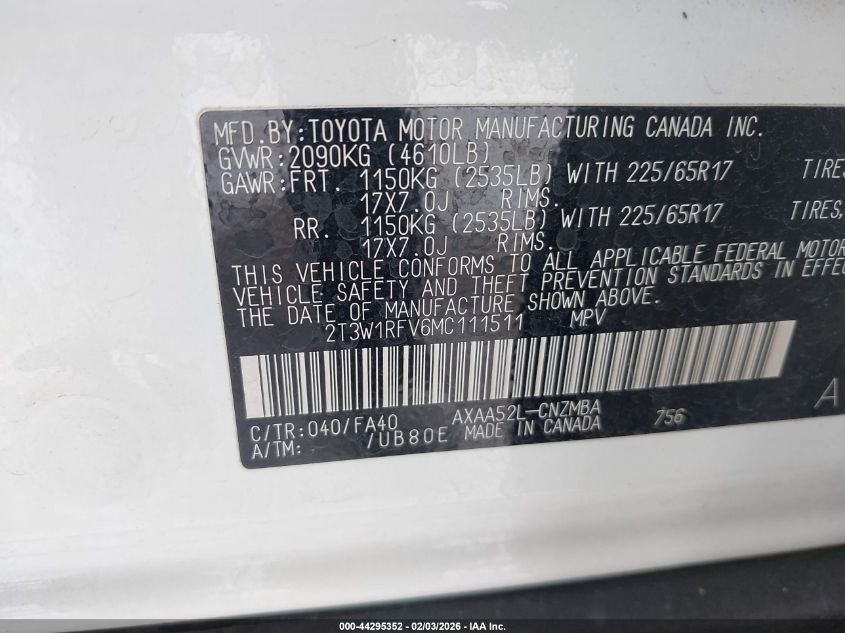 MFD.BY:TOYOTA MOTOR MANUFACTURING CANADA INC.
GVWR:2090KG (4610LB)
GAWR:FRT. 1150KG (2535LB) WITH 225/65R17 TIRES
17X7.0J RIMS.
RR. 1150KG (2535LB) WITH 225/65R17 TIRES,
17X7.0J RIMS.
THIS VEHICLE CONFORMS TO ALL APPLICABLE FEDERAL MOTOR
VEHICLE SAFETY AND THEFT PREVENTION STANDARDS IN EFFE
THE DATE OF MANUFACTURE SHOWN ABOVE.
2T3W1RFV6MC111511 MPV
C/TR:040/FA40 AXAA52L-CNZMBA 756 A
A/TM: /UB80E MADE IN CANADA
000-44295352 | 02/03/2026 - IAA Inc.